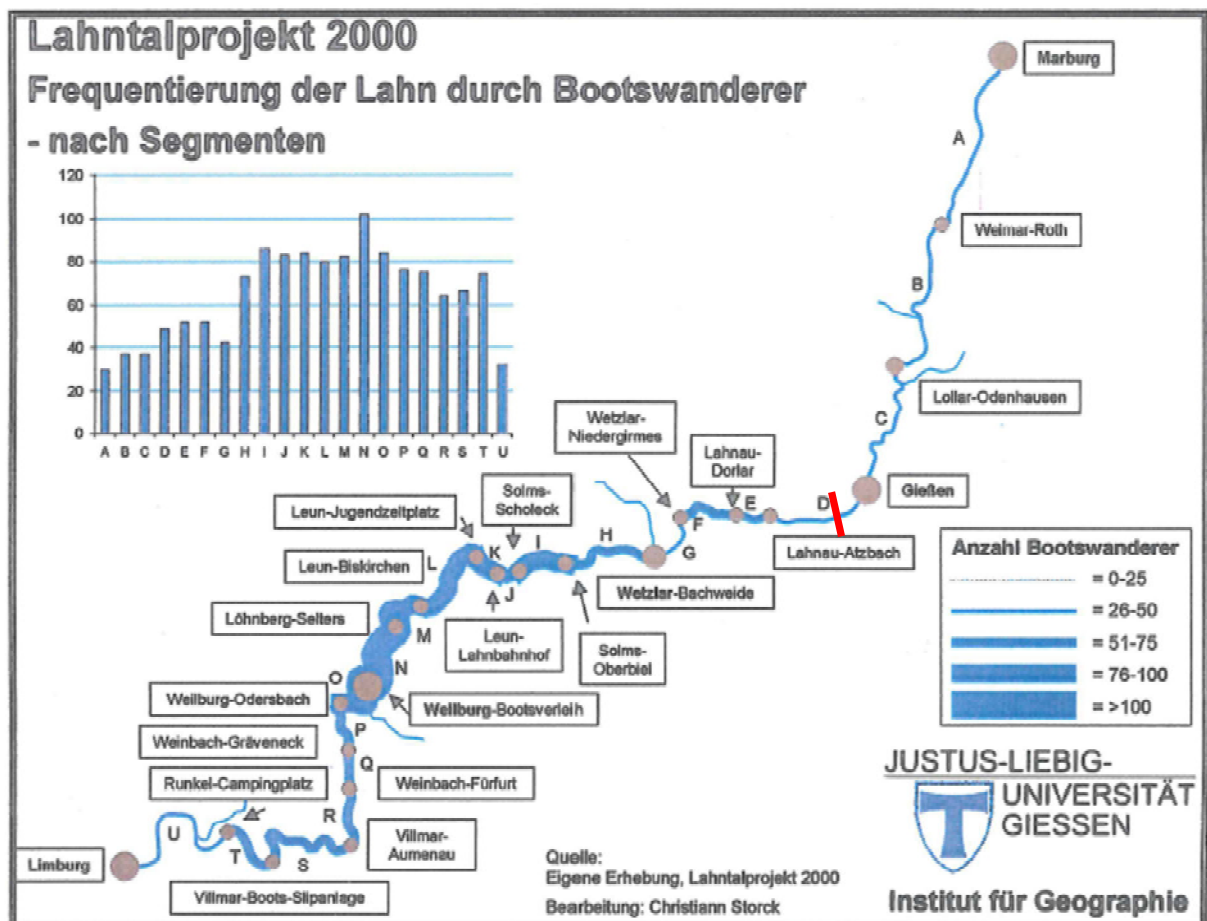 Lahntalprojekt 2000
Frequentierung der Lahn durch Bootswanderer
- nach Segmenten
120
100
80
60
40
20
0
A B C D E F G H I J K L M N O P Q R S T U
Marburg
A
Weimar-Roth
B
Lollar-Odenhausen
C
Gießen
D
Lahnau-Atzbach
E
Lahnau-
Dorlar
F
Wetzlar-
Niedergirmes
G
Wetzlar-Bachweide
H
Solms-
Oberbiel
I
Solms-
Scholeck
J
Leun-
Lahnbahnhof
K
Leun-Jugendzeltplatz
L
Leun-Biskirchen
M
Löhnberg-Selters
N
Weilburg-Bootsverleih
O
Weilburg-Odersbach
P
Weinbach-Gräveneck
Q
Weinbach-Fürfurt
R
Villmar-
Aumenau
S
Villmar-Boots-Slipanlage
T
Runkel-Campingplatz
U
Limburg
Anzahl Bootswanderer
= 0-25
= 26-50
= 51-75
= 76-100
= >100
JUSTUS-LIEBIG-
UNIVERSITÄT
GIESSEN
Institut für Geographie
Quelle:
Eigene Erhebung, Lahntalprojekt 2000
Bearbeitung: Christiann Storck